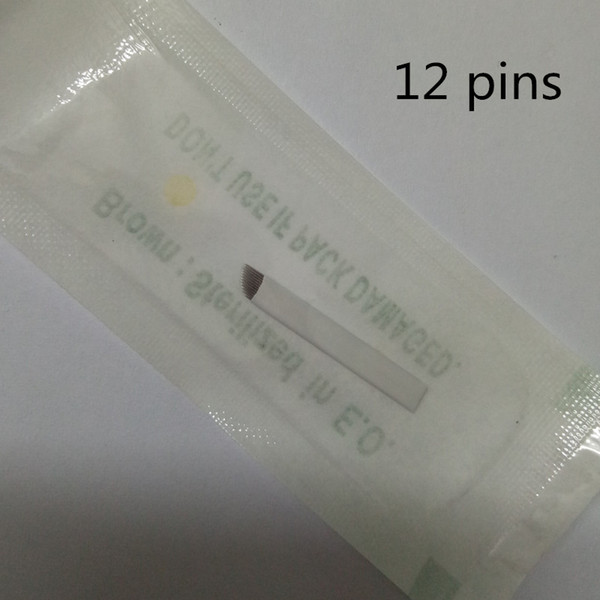 12 pins
DON'T USE IF PACK DAMAGED.
Brown : Sterilized in E.O.